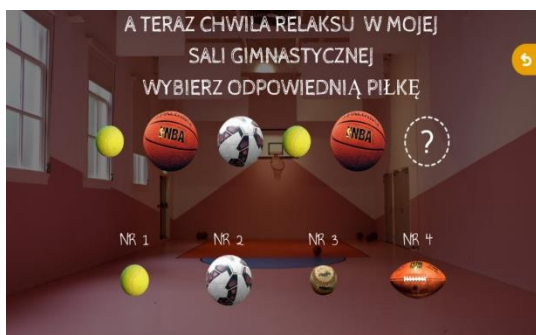 A TERAZ CHWILA RELAKSU W MOJEJ
SALI GIMNASTYCZNEJ
WYBIERZ ODPOWIEDNIĄ PIŁKĘ
NBA NBA ?
NR 1 NR 2 NR 3 NR 4